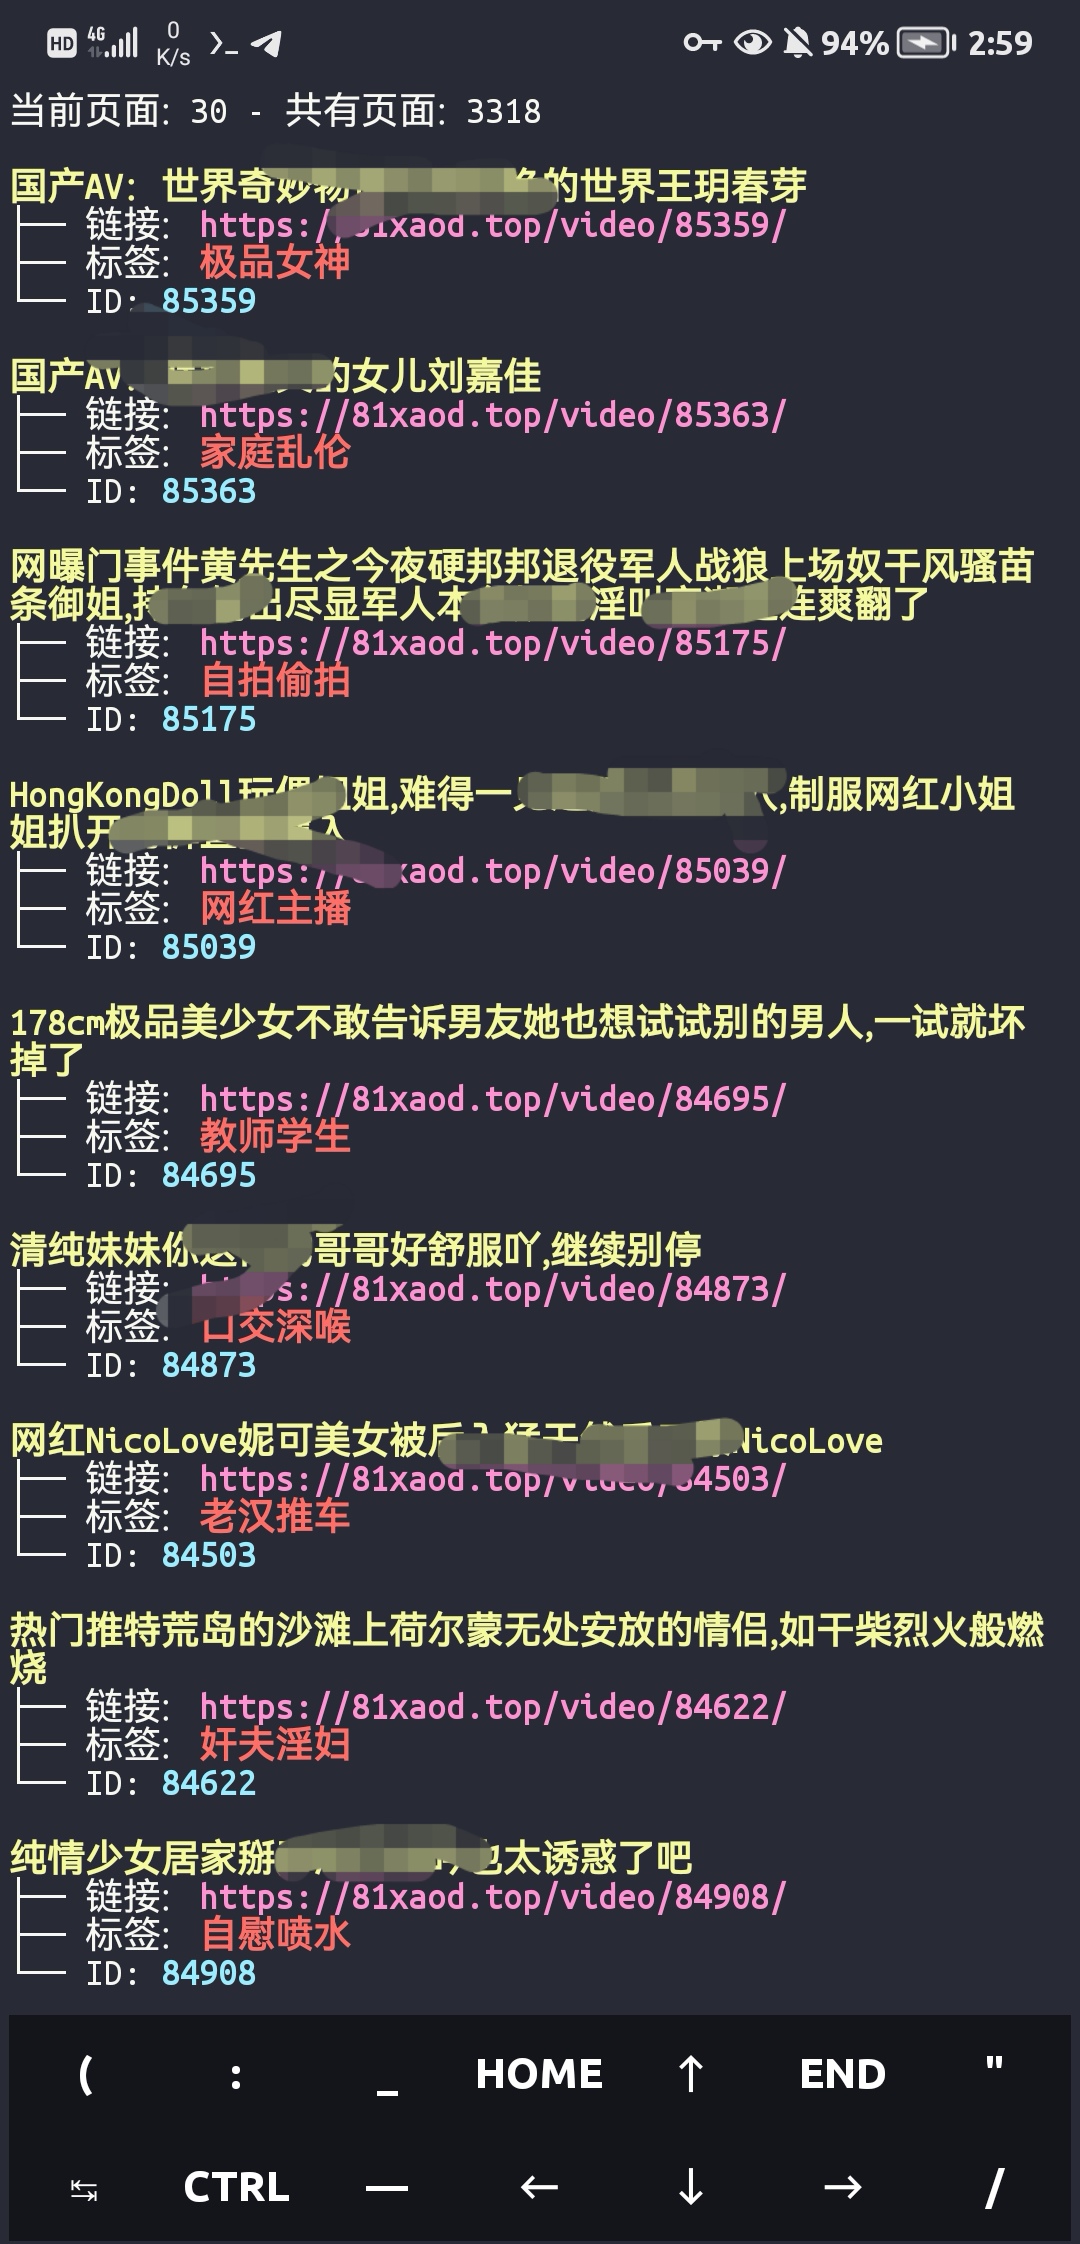 HD 4G 0 K/s 94% 2:59
当前页面: 30 - 共有页面: 3318
国产AV: 世界奇妙物 的世界王玥春芽
链接: https://81xaod.top/video/85359/
标签: 极品女神
ID: 85359
国产AV: 的女儿刘嘉佳
链接: https://81xaod.top/video/85363/
标签: 家庭乱伦
ID: 85363
网曝门事件黄先生之今夜硬邦邦退役军人战狼上场奴干风骚苗
条御姐,持 出尽显军人本 淫叫 连爽翻了
链接: https://81xaod.top/video/85175/
标签: 自拍偷拍
ID: 85175
HongKongDoll玩偶姐姐,难得一 ,制服网红小姐
姐扒开 入
链接: https:// xaod.top/video/85039/
标签: 网红主播
ID: 85039
178cm极品美少女不敢告诉男友她也想试试别的男人,一试就坏
掉了
链接: https://81xaod.top/video/84695/
标签: 教师学生
ID: 84695
清纯妹妹你这 哥哥好舒服吖,继续别停
链接: https://81xaod.top/video/84873/
标签: 口交深喉
ID: 84873
网红NicoLove妮可美女被后入猛干 NicoLove
链接: https://81xaod.top/video/84503/
标签: 老汉推车
ID: 84503
热门推特荒岛的沙滩上荷尔蒙无处安放的情侣,如干柴烈火般燃
烧
链接: https://81xaod.top/video/84622/
标签: 奸夫淫妇
ID: 84622
纯情少女居家掰 也太诱惑了吧
链接: https://81xaod.top/video/84908/
标签: 自慰喷水
ID: 84908
( : _ HOME ↑ END "
↹ CTRL — ← ↓ → /